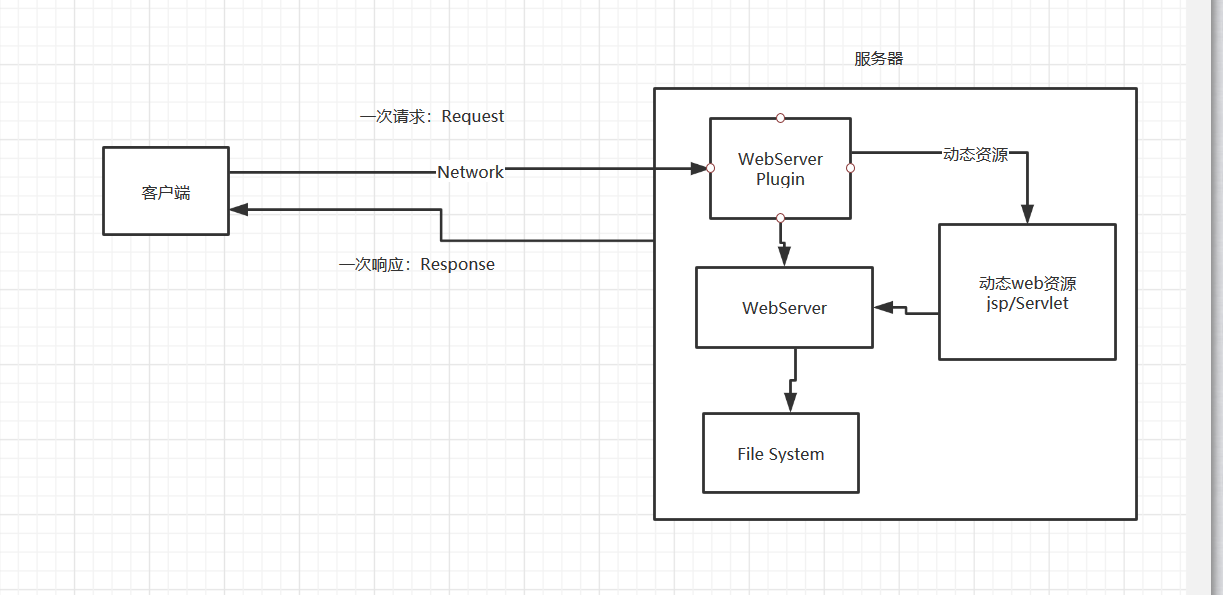 服务器
一次请求：Request
客户端
Network
一次响应：Response
WebServer
Plugin
动态资源
动态web资源
jsp/Servlet
WebServer
File System